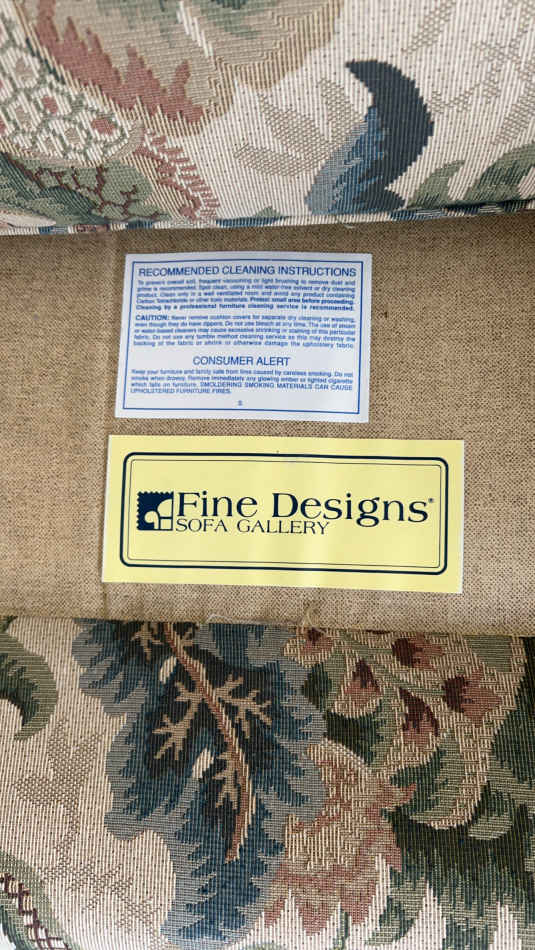 RECOMMENDED CLEANING INSTRUCTIONS
To prevent overall soil, frequent vacuuming or light brushing to remove dust and
grime is recommended. Spot clean, using a mild water-free solvent or dry cleaning
product. Clean only in a well ventilated room and avoid any product containing
Carbon Tetrachloride or other toxic materials. Pretest small area before proceeding.
Cleaning by a professional furniture cleaning service is recommended.
CAUTION: Never remove cushion covers for separate dry cleaning or washing,
even though they do have zippers. Do not use bleach at any time. The use of steam
or water-based cleaners may cause excessive shrinking or staining of this particular
fabric. Do not use any tumble method cleaning service as this may destroy the
backing of the fabric or shrink or otherwise damage the upholstery fabric.
CONSUMER ALERT
Keep your furniture and family safe from fires caused by careless smoking. Do not
smoke when drowsy. Remove immediately any glowing ember or lighted cigarette
which falls on furniture. SMOLDERING SMOKING MATERIALS CAN CAUSE
UPHOLSTERED FURNITURE FIRES.
S
Fine Designs®
SOFA GALLERY